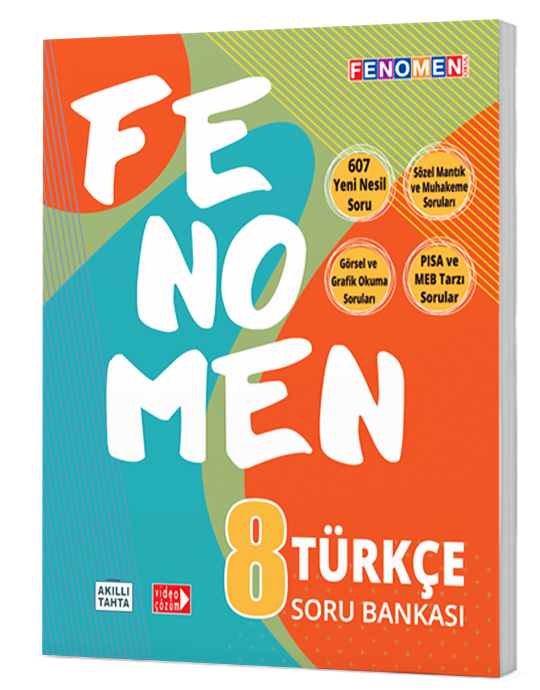 FENOMEN
OKUL
FE
NO
MEN
607
Yeni Nesil
Soru
Sözel Mantık
ve Muhakeme
Soruları
Görsel ve
Grafik Okuma
Soruları
PISA ve
MEB Tarzı
Sorular
8 TÜRKÇE
SORU BANKASI
AKILLI
TAHTA
video
çözüm